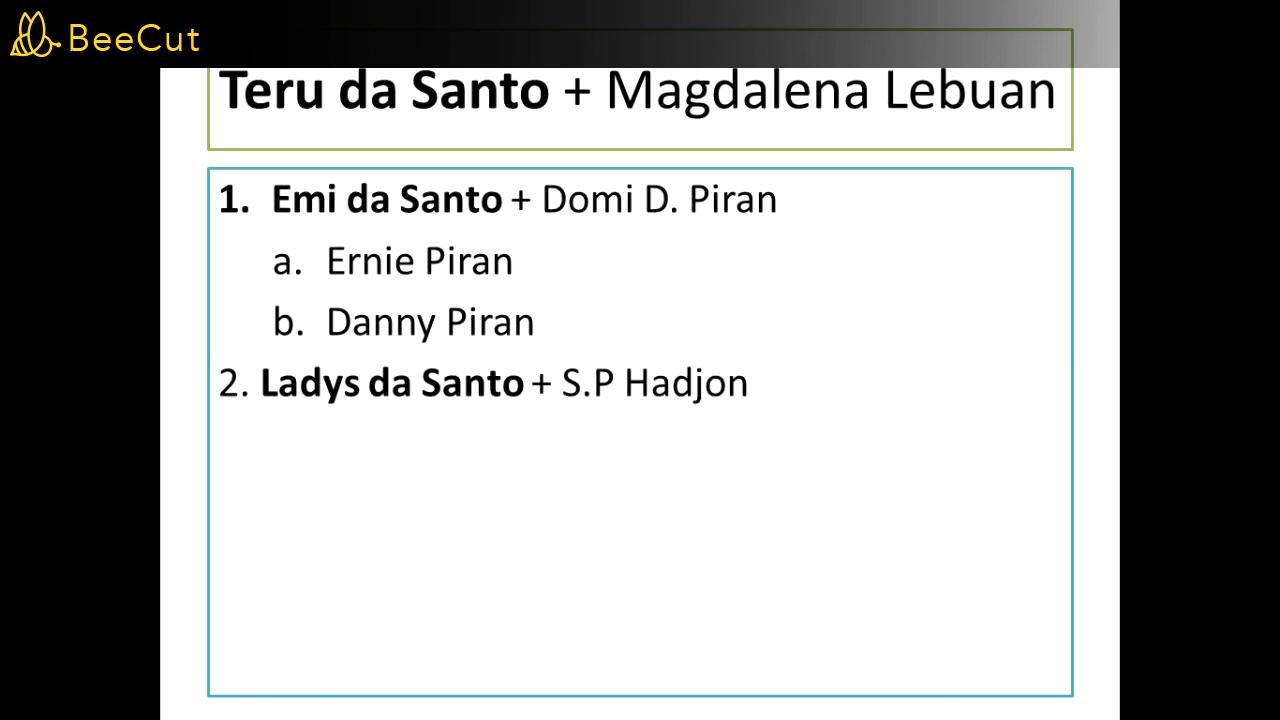 BeeCut
Teru da Santo + Magdalena Lebuan
1. Emi da Santo + Domi D. Piran
a. Ernie Piran
b. Danny Piran
2. Ladys da Santo + S.P Hadjon